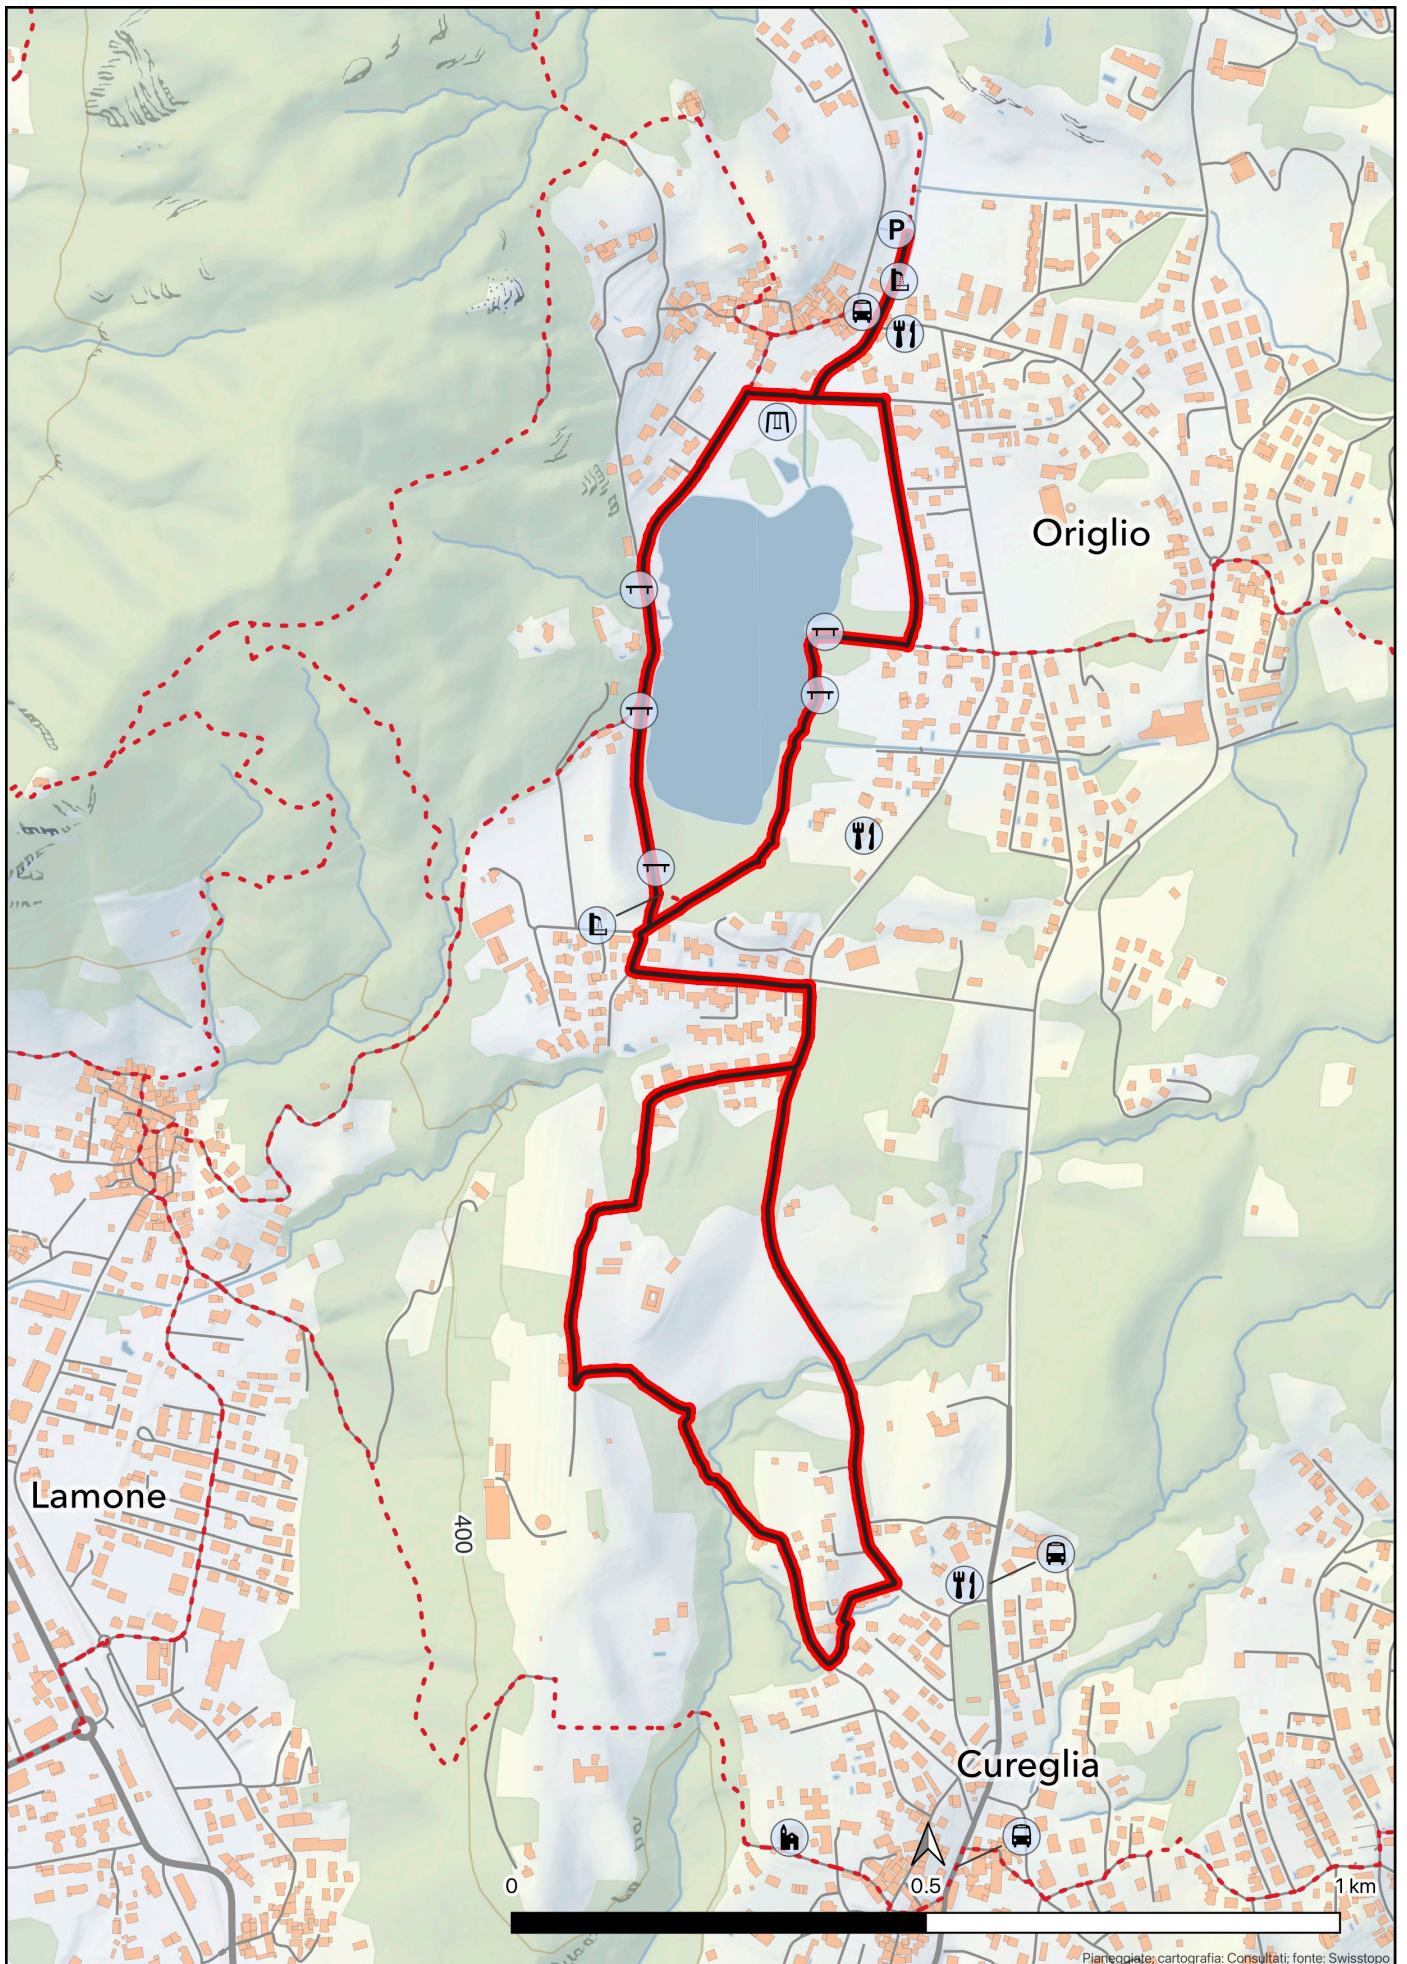 P
Origlio
Lamone
400
Cureglia
0 0.5 1 km
Pianeggiate; cartografia: Consultati; fonte: Swisstopo